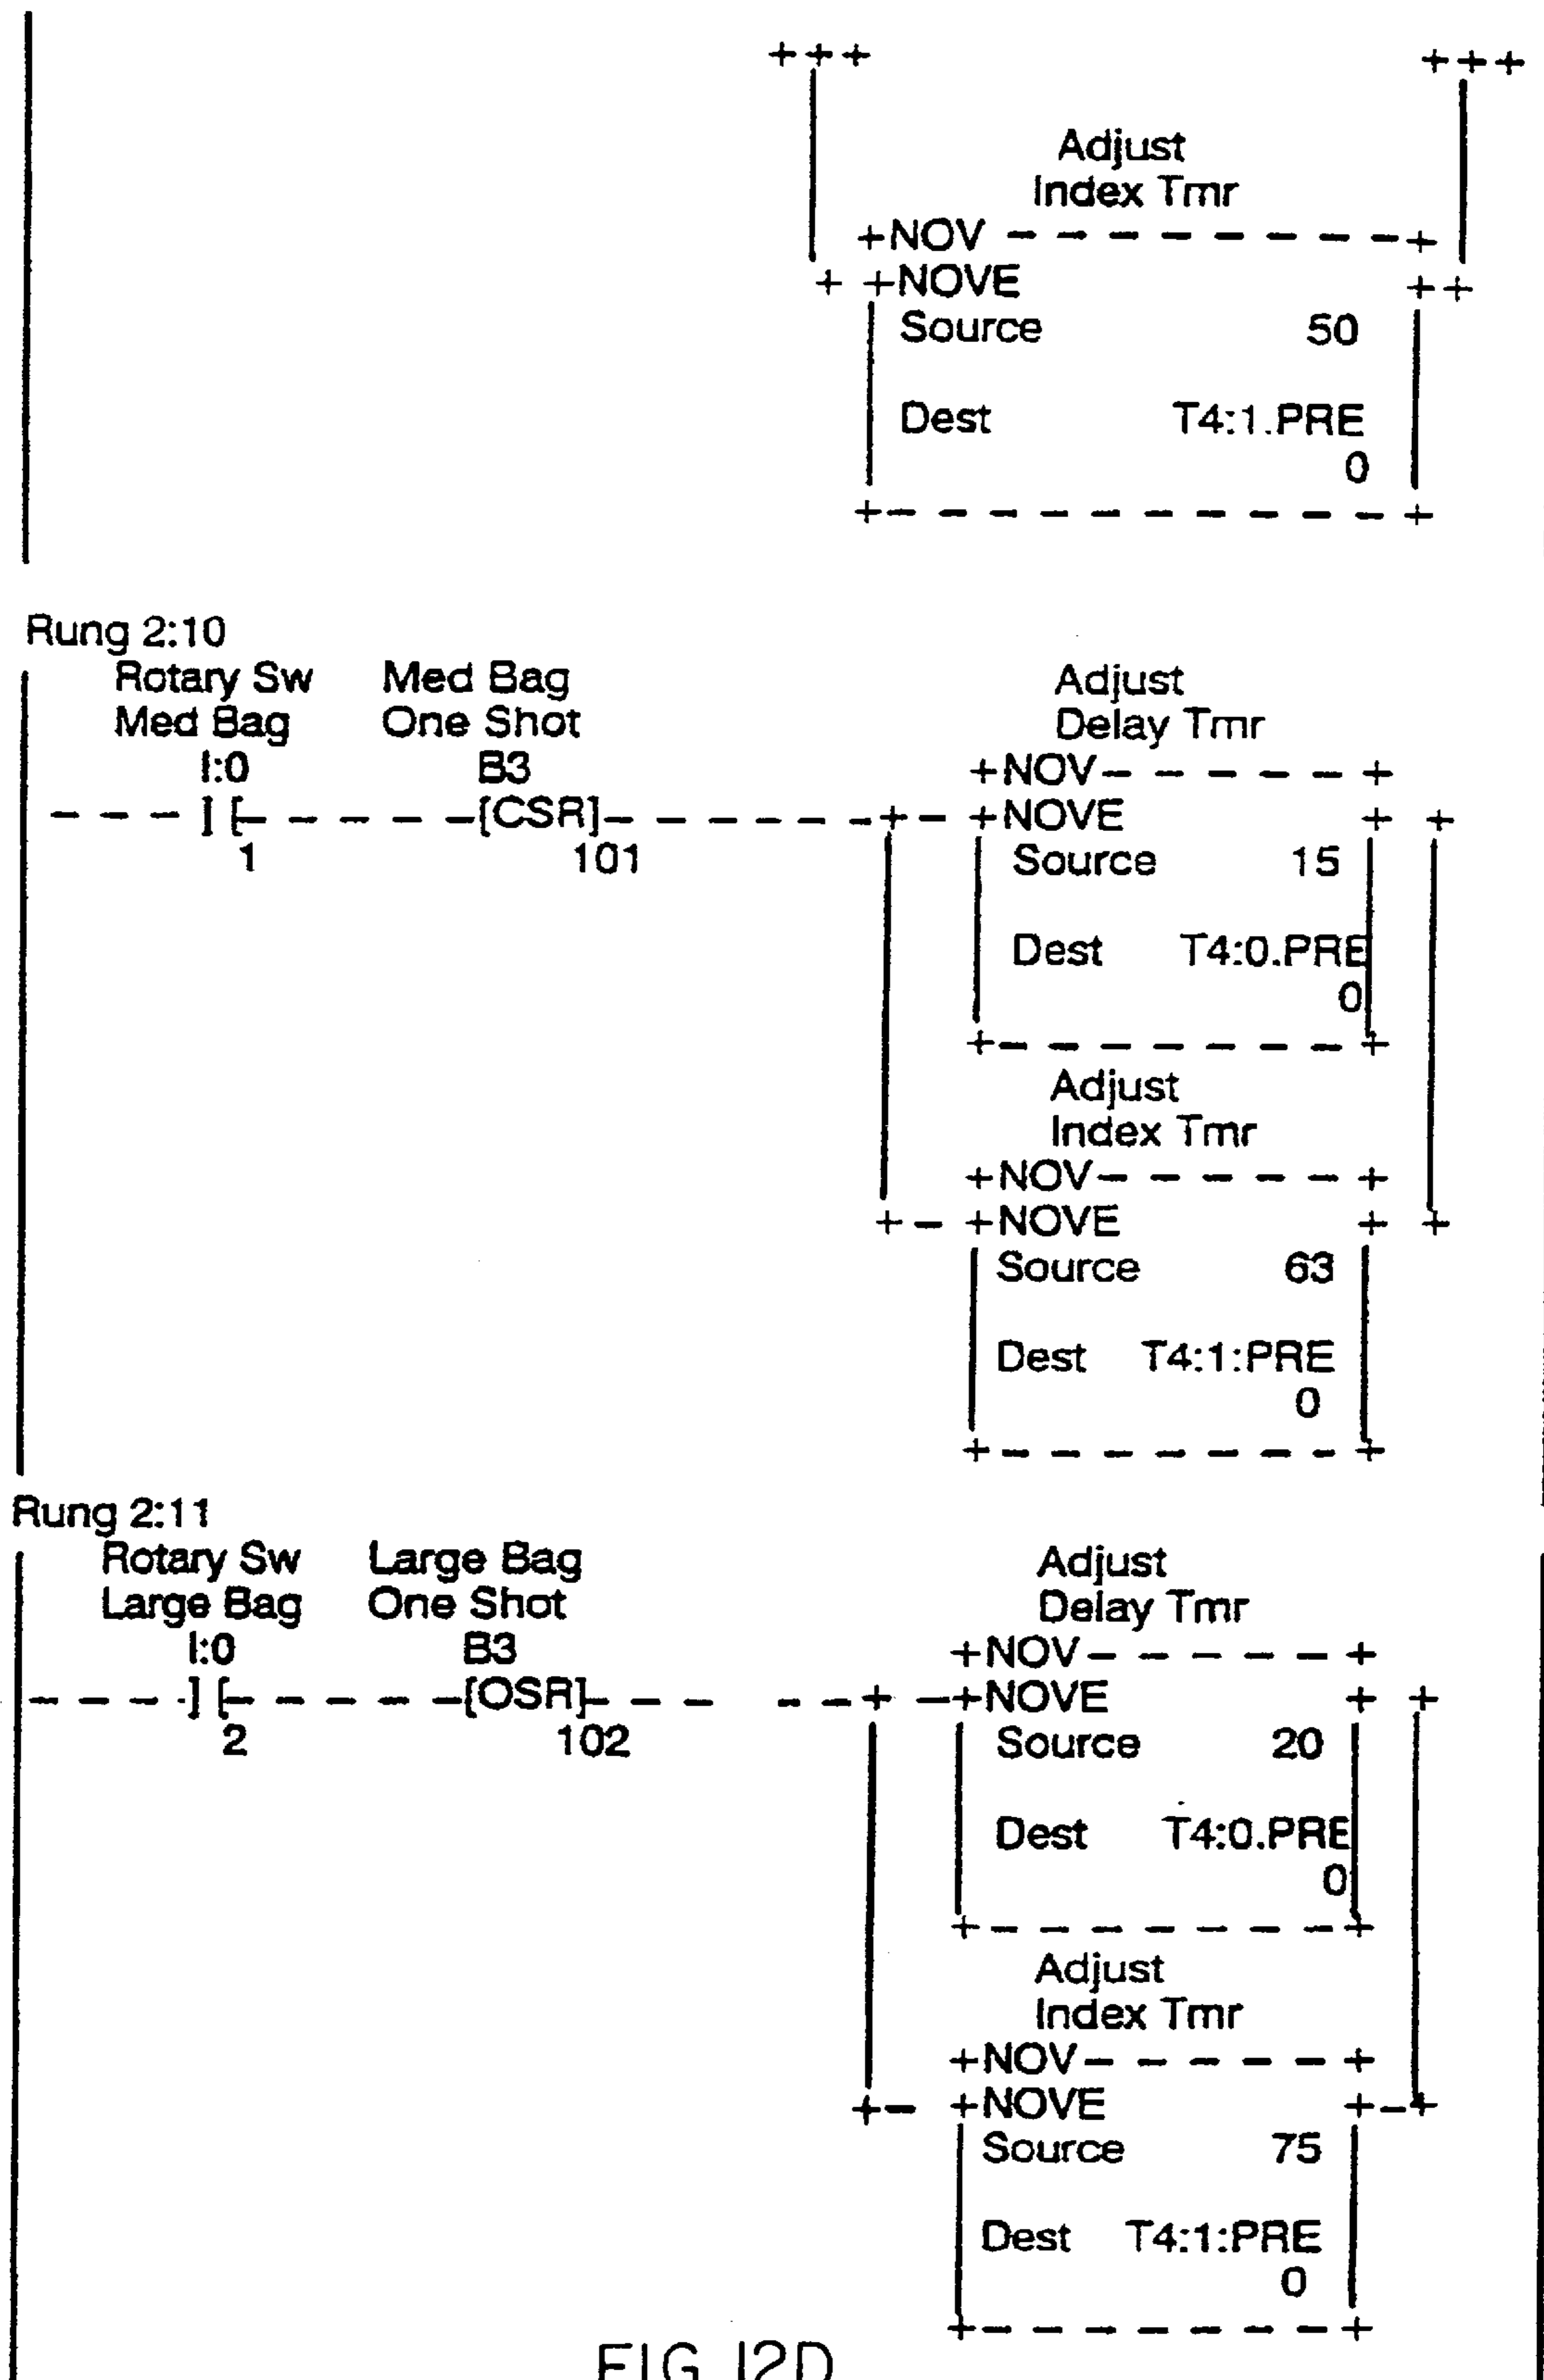 +++ +++
Adjust
Index Tmr
+NOV - - - - - - - - +
+ +NOVE ++
Source 50
Dest T4:1.PRE
0
+- - - - - - - - - - +
Rung 2:10
Rotary Sw Med Bag Adjust
Med Bag One Shot Delay Tmr
I:0 B3 +NOV- - - - - +
- - - ] [- - - - -[CSR]- - - - - -+- +NOVE + +
1 101 Source 15
Dest T4:0.PRE
0
+- - - - - - - +
Adjust
Index Tmr
+NOV- - - - - +
+- +NOVE + +
Source 63
Dest T4:1:PRE
0
+- - - - - - - +
Rung 2:11
Rotary Sw Large Bag Adjust
Large Bag One Shot Delay Tmr
I:0 B3 +NOV- - - - - +
- - - -] [- - - - -[OSR]- - - - - -+ -+NOVE + +
2 102 Source 20
Dest T4:0.PRE
0
+- - - - - - - +
Adjust
Index Tmr
+NOV- - - - - +
+- +NOVE +-+
Source 75
Dest T4:1:PRE
0
+- - - - - - - +
FIG. 12D